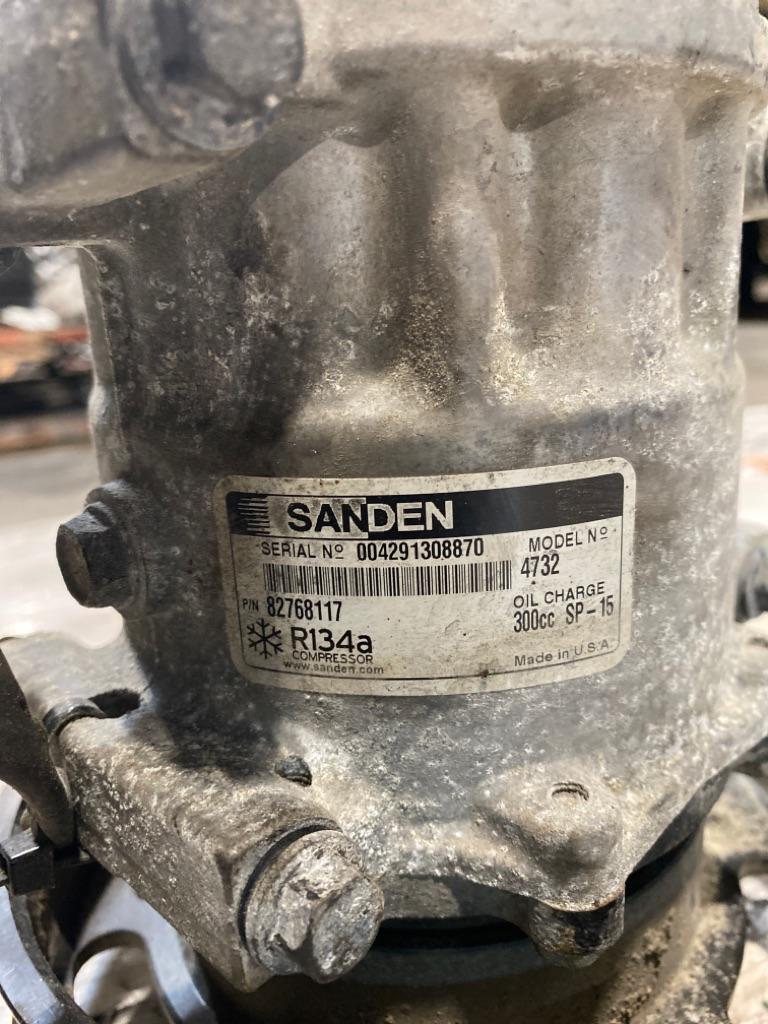 SANDEN
SERIAL Nº 004291308870 MODEL Nº
4732
P/N 82768117 OIL CHARGE
300cc SP-15
R134a
COMPRESSOR
www.sanden.com Made in U.S.A